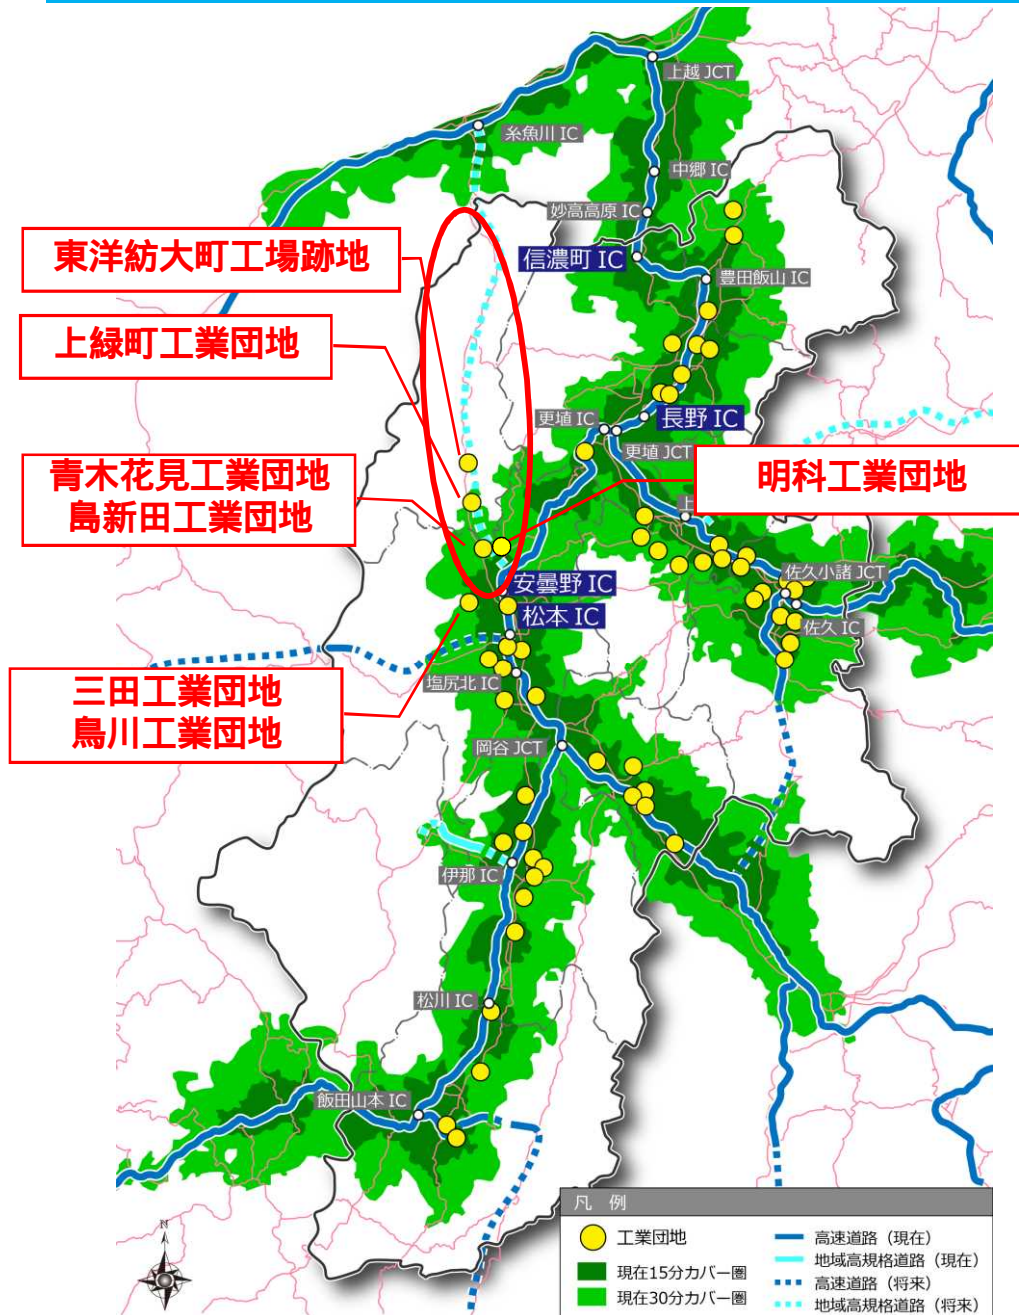 上越 JCT
糸魚川 IC
中郷 IC
妙高高原 IC
東洋紡大町工場跡地
信濃町 IC
豊田飯山 IC
上緑町工業団地
更埴 IC
長野 IC
更埴 JCT
青木花見工業団地
島新田工業団地
明科工業団地
上
安曇野 IC
佐久小諸 JCT
松本 IC
佐久 IC
三田工業団地
烏川工業団地
塩尻北 IC
岡谷 JCT
伊那 IC
松川 IC
飯田山本 IC
N
凡 例
工業団地
現在15分カバー圏
現在30分カバー圏
高速道路（現在）
地域高規格道路（現在）
高速道路（将来）
地域高規格道路（将来）